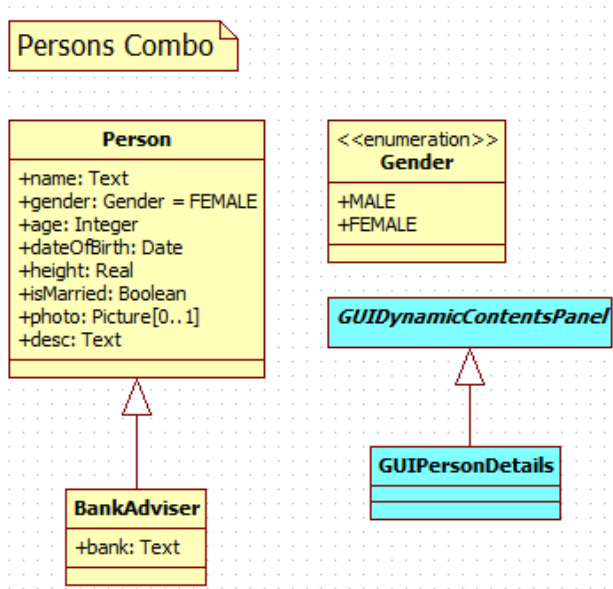 Persons Combo
Person
+name: Text
+gender: Gender = FEMALE
+age: Integer
+dateOfBirth: Date
+height: Real
+isMarried: Boolean
+photo: Picture[0..1]
+desc: Text
<<enumeration>>
Gender
+MALE
+FEMALE
GUIDynamicContentsPanel
GUIPersonDetails
BankAdviser
+bank: Text